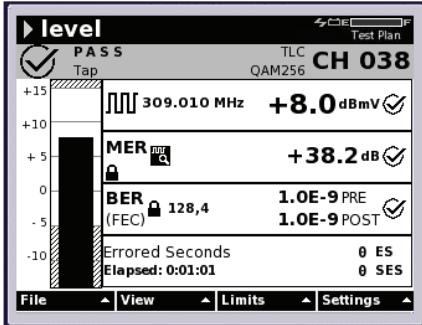 level
E F
Test Plan
PASS TLC
Tap QAM256 CH 038
+15
+10
+ 5
0
- 5
-10
309.010 MHz +8.0 dBmV
MER +38.2 dB
BER 128,4 1.0E-9 PRE
(FEC) 1.0E-9 POST
Errored Seconds 0 ES
Elapsed: 0:01:01 0 SES
File View Limits Settings